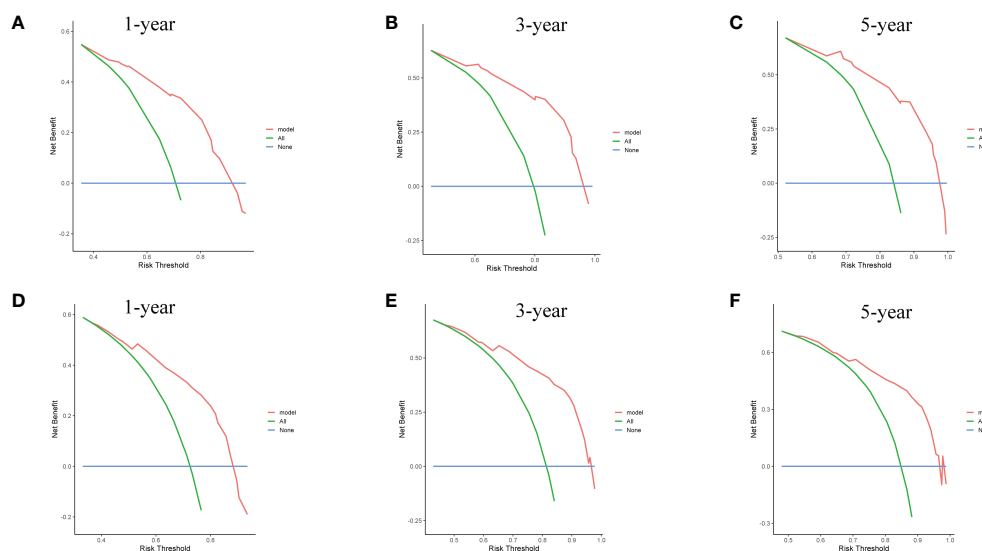 A
1-year
0.6
0.4
0.2
0.0
-0.2
0.4
0.6
0.8
Net Benefit
Risk Threshold
model
All
None
B
3-year
0.50
0.25
0.00
-0.25
0.6
0.8
1.0
Net Benefit
Risk Threshold
model
All
None
C
5-year
0.50
0.25
0.00
-0.25
0.5
0.6
0.7
0.8
0.9
1.0
Net Benefit
Risk Threshold
m
A
N
D
1-year
0.6
0.4
0.2
0.0
-0.2
0.4
0.6
0.8
Net Benefit
Risk Threshold
model
All
None
E
3-year
0.50
0.25
0.00
-0.25
0.5
0.6
0.7
0.8
0.9
1.0
Net Benefit
Risk Threshold
model
All
None
F
5-year
0.6
0.3
0.0
-0.3
0.5
0.6
0.7
0.8
0.9
1.0
Net Benefit
Risk Threshold
m
A
N